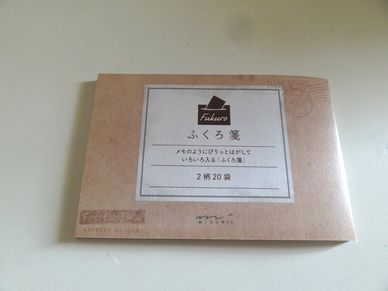 Fukuro
ふくろ箋
メモのようにぴりっとはがして
いろいろ入る「ふくろ箋」
2柄20袋
MIDORI